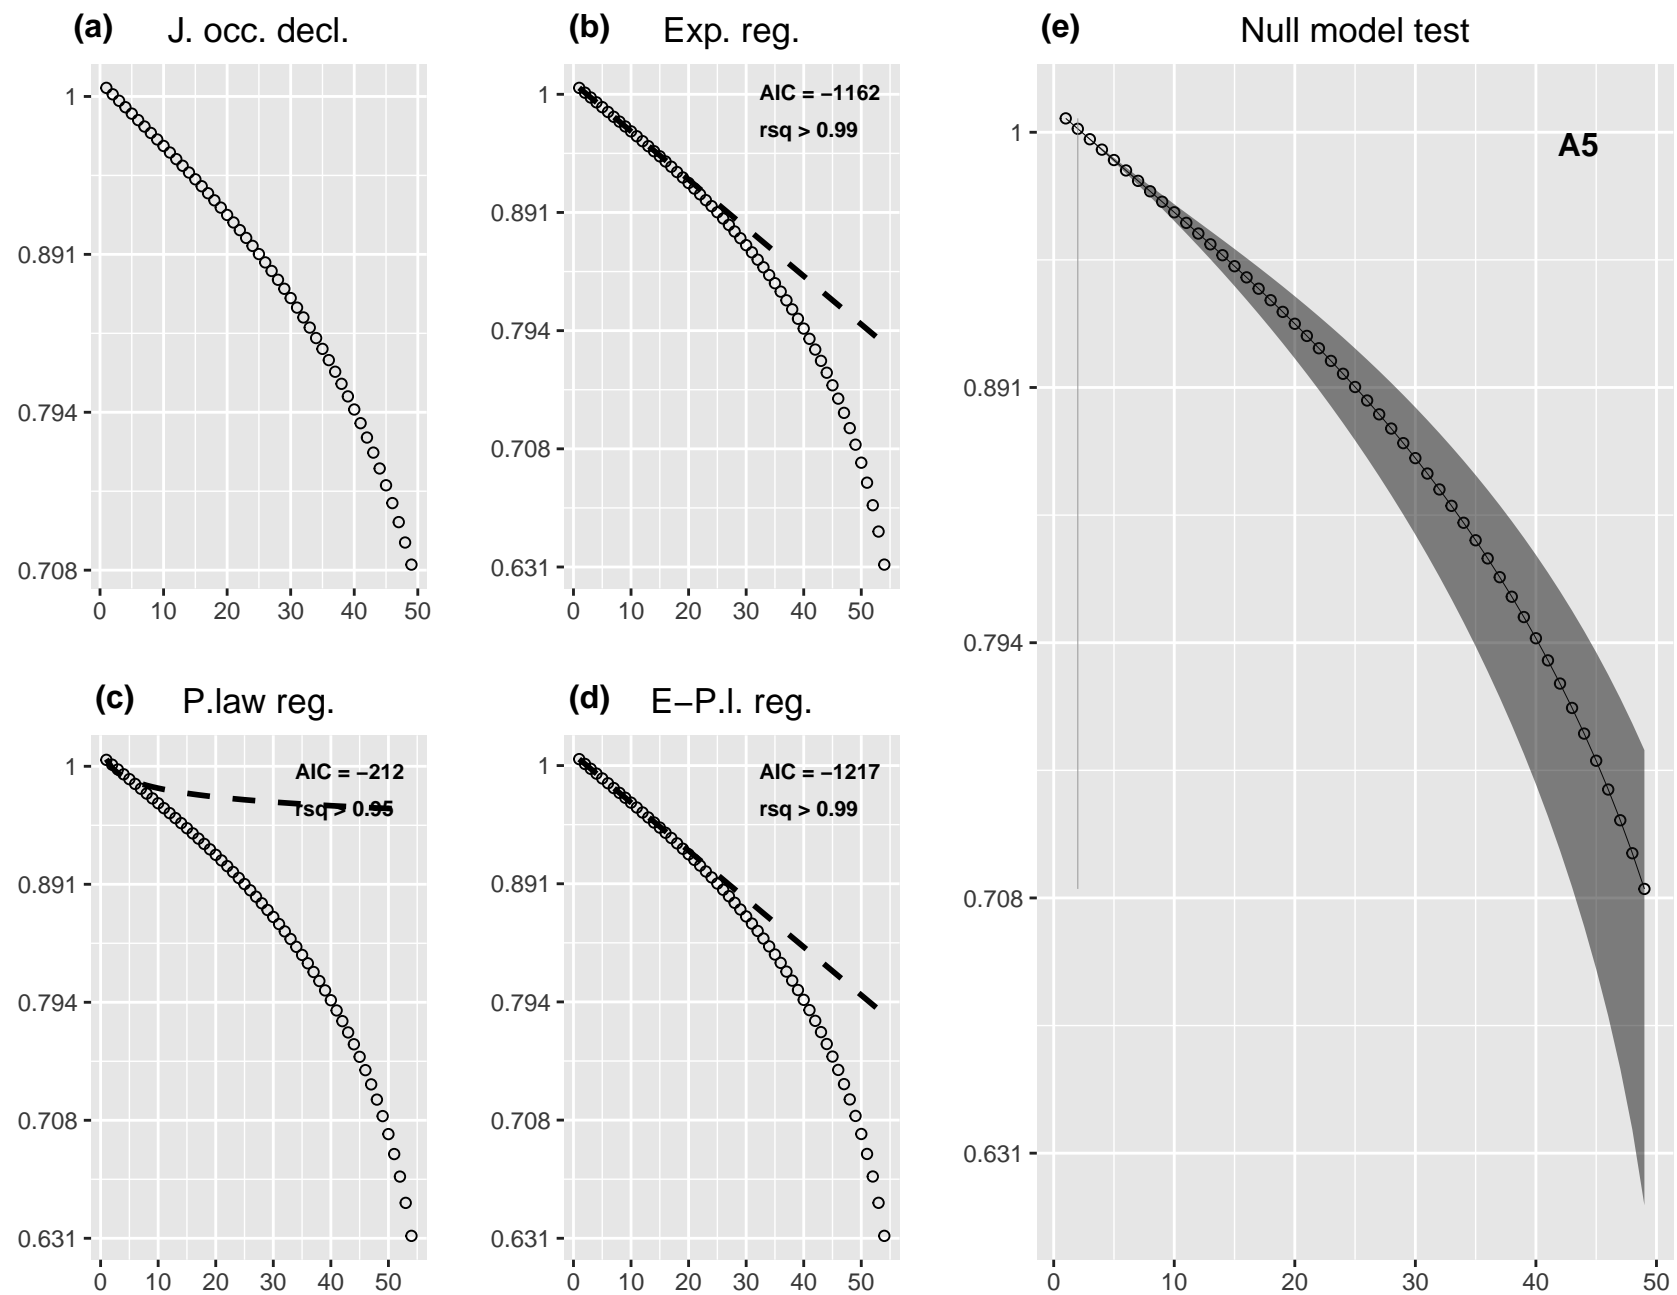 (a) J. occ. decl.
1
0.891
0.794
0.708
0 10 20 30 40 50
(b) Exp. reg.
AIC = −1162
rsq > 0.99
1
0.891
0.794
0.708
0.631
0 10 20 30 40 50
(c) P.law reg.
AIC = −212
rsq > 0.95
1
0.891
0.794
0.708
0.631
0 10 20 30 40 50
(d) E−P.l. reg.
AIC = −1217
rsq > 0.99
1
0.891
0.794
0.708
0.631
0 10 20 30 40 50
(e) Null model test
A5
1
0.891
0.794
0.708
0.631
0 10 20 30 40 50